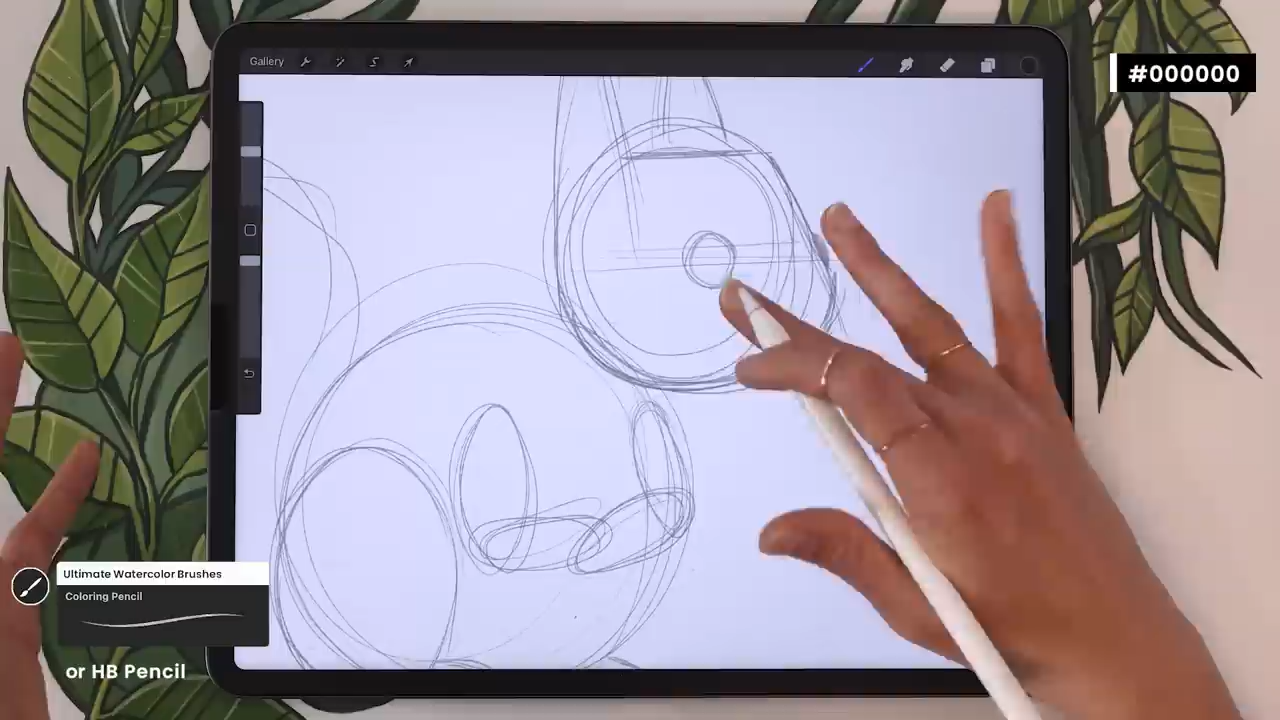 Gallery
#000000
Ultimate Watercolor Brushes
Coloring Pencil
or HB Pencil